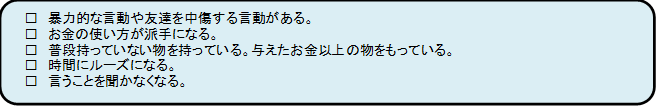 □ 暴力的な言動や友達を中傷する言動がある。
□ お金の使い方が派手になる。
□ 普段持っていない物を持っている。与えたお金以上の物をもっている。
□ 時間にルーズになる。
□ 言うことを聞かなくなる。